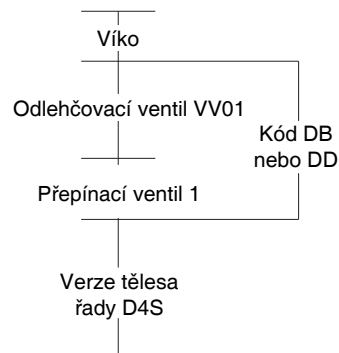 Víko
Odlehčovací ventil VV01
Kód DB
nebo DD
Přepínací ventil 1
Verze tělesa
řady D4S